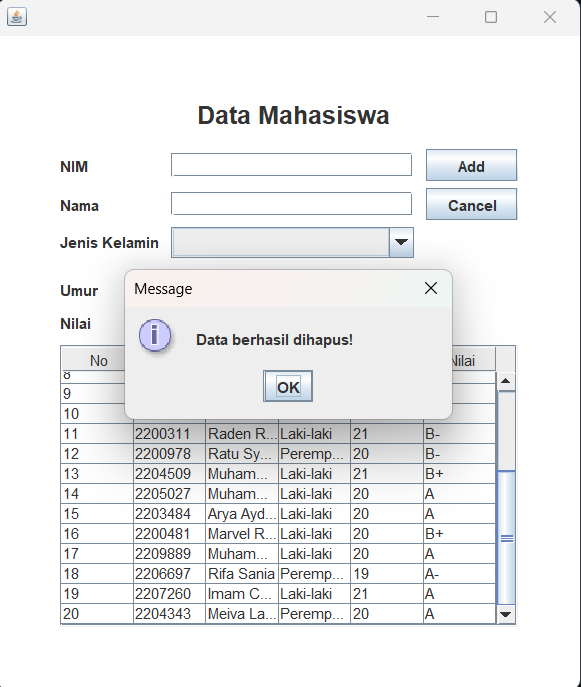 Data Mahasiswa
NIM Add
Nama Cancel
Jenis Kelamin
Umur
Nilai
Message
Data berhasil dihapus!
OK
No Nilai
8
9
10
11 2200311 Raden R... Laki-laki 21 B-
12 2200978 Ratu Sy... Peremp... 20 B-
13 2204509 Muham... Laki-laki 21 B+
14 2205027 Muham... Laki-laki 20 A
15 2203484 Arya Ayd... Laki-laki 20 A
16 2200481 Marvel R... Laki-laki 20 B+
17 2209889 Muham... Laki-laki 20 A
18 2206697 Rifa Sania Peremp... 19 A-
19 2207260 Imam C... Laki-laki 21 A
20 2204343 Meiva La... Peremp... 20 A